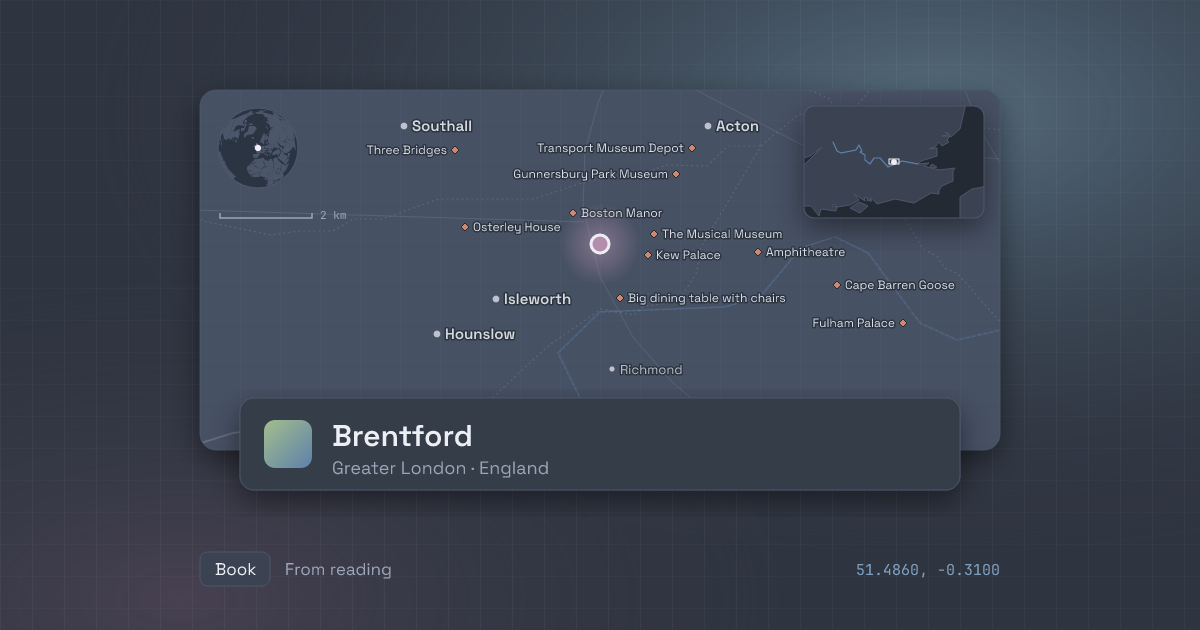 Southall
Acton
Three Bridges
Transport Museum Depot
Gunnersbury Park Museum
2 km
Boston Manor
Osterley House
The Musical Museum
Kew Palace
Amphitheatre
Cape Barren Goose
Isleworth
Big dining table with chairs
Fulham Palace
Hounslow
Richmond
Brentford
Greater London · England
Book
From reading
51.4860, -0.3100